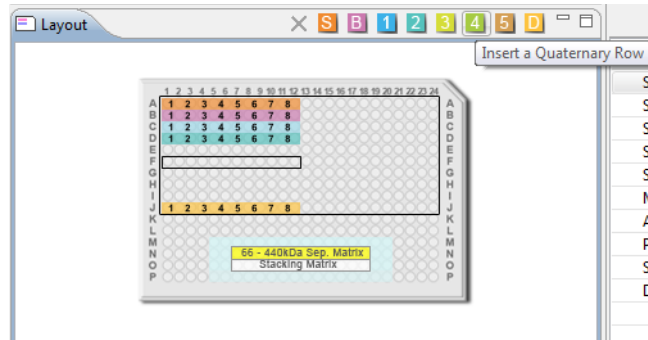 Layout S B 1 2 3 4 5 D
Insert a Quaternary Row
1 2 3 4 5 6 7 8 9 10 11 12 13 14 15 16 17 18 19 20 21 22 23 24
A 1 2 3 4 5 6 7 8 A
B 1 2 3 4 5 6 7 8 B
C 1 2 3 4 5 6 7 8 C
D 1 2 3 4 5 6 7 8 D
E E
F F
G G
H H
I I
J 1 2 3 4 5 6 7 8 J
K K
L L
M M
N 66 - 440kDa Sep. Matrix N
O Stacking Matrix O
P P
S
S
S
S
S
M
A
P
S
D